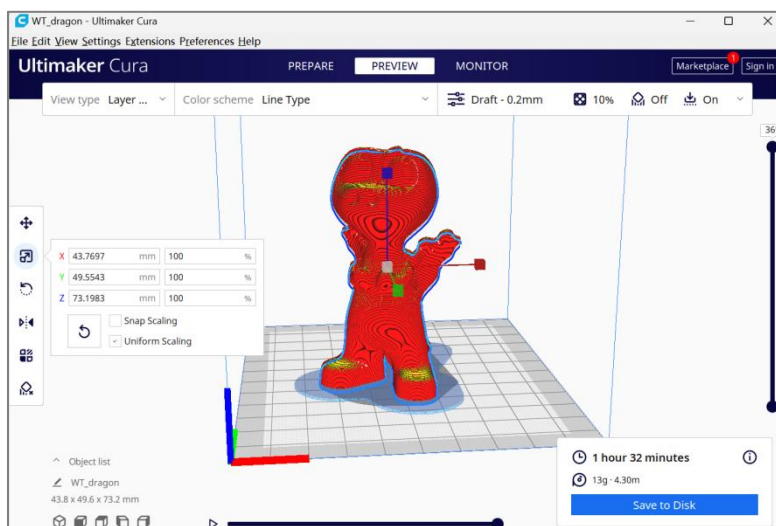 WT_dragon - Ultimaker Cura
File Edit View Settings Extensions Preferences Help
Ultimaker Cura PREPARE PREVIEW MONITOR Marketplace 1 Sign in
View type Layer ... Color scheme Line Type Draft - 0.2mm 10% Off On
X 43.7697 mm 100 %
Y 49.5543 mm 100 %
Z 73.1983 mm 100 %
Snap Scaling
Uniform Scaling
Object list
WT_dragon
43.8 x 49.6 x 73.2 mm
1 hour 32 minutes
13g · 4.30m
Save to Disk